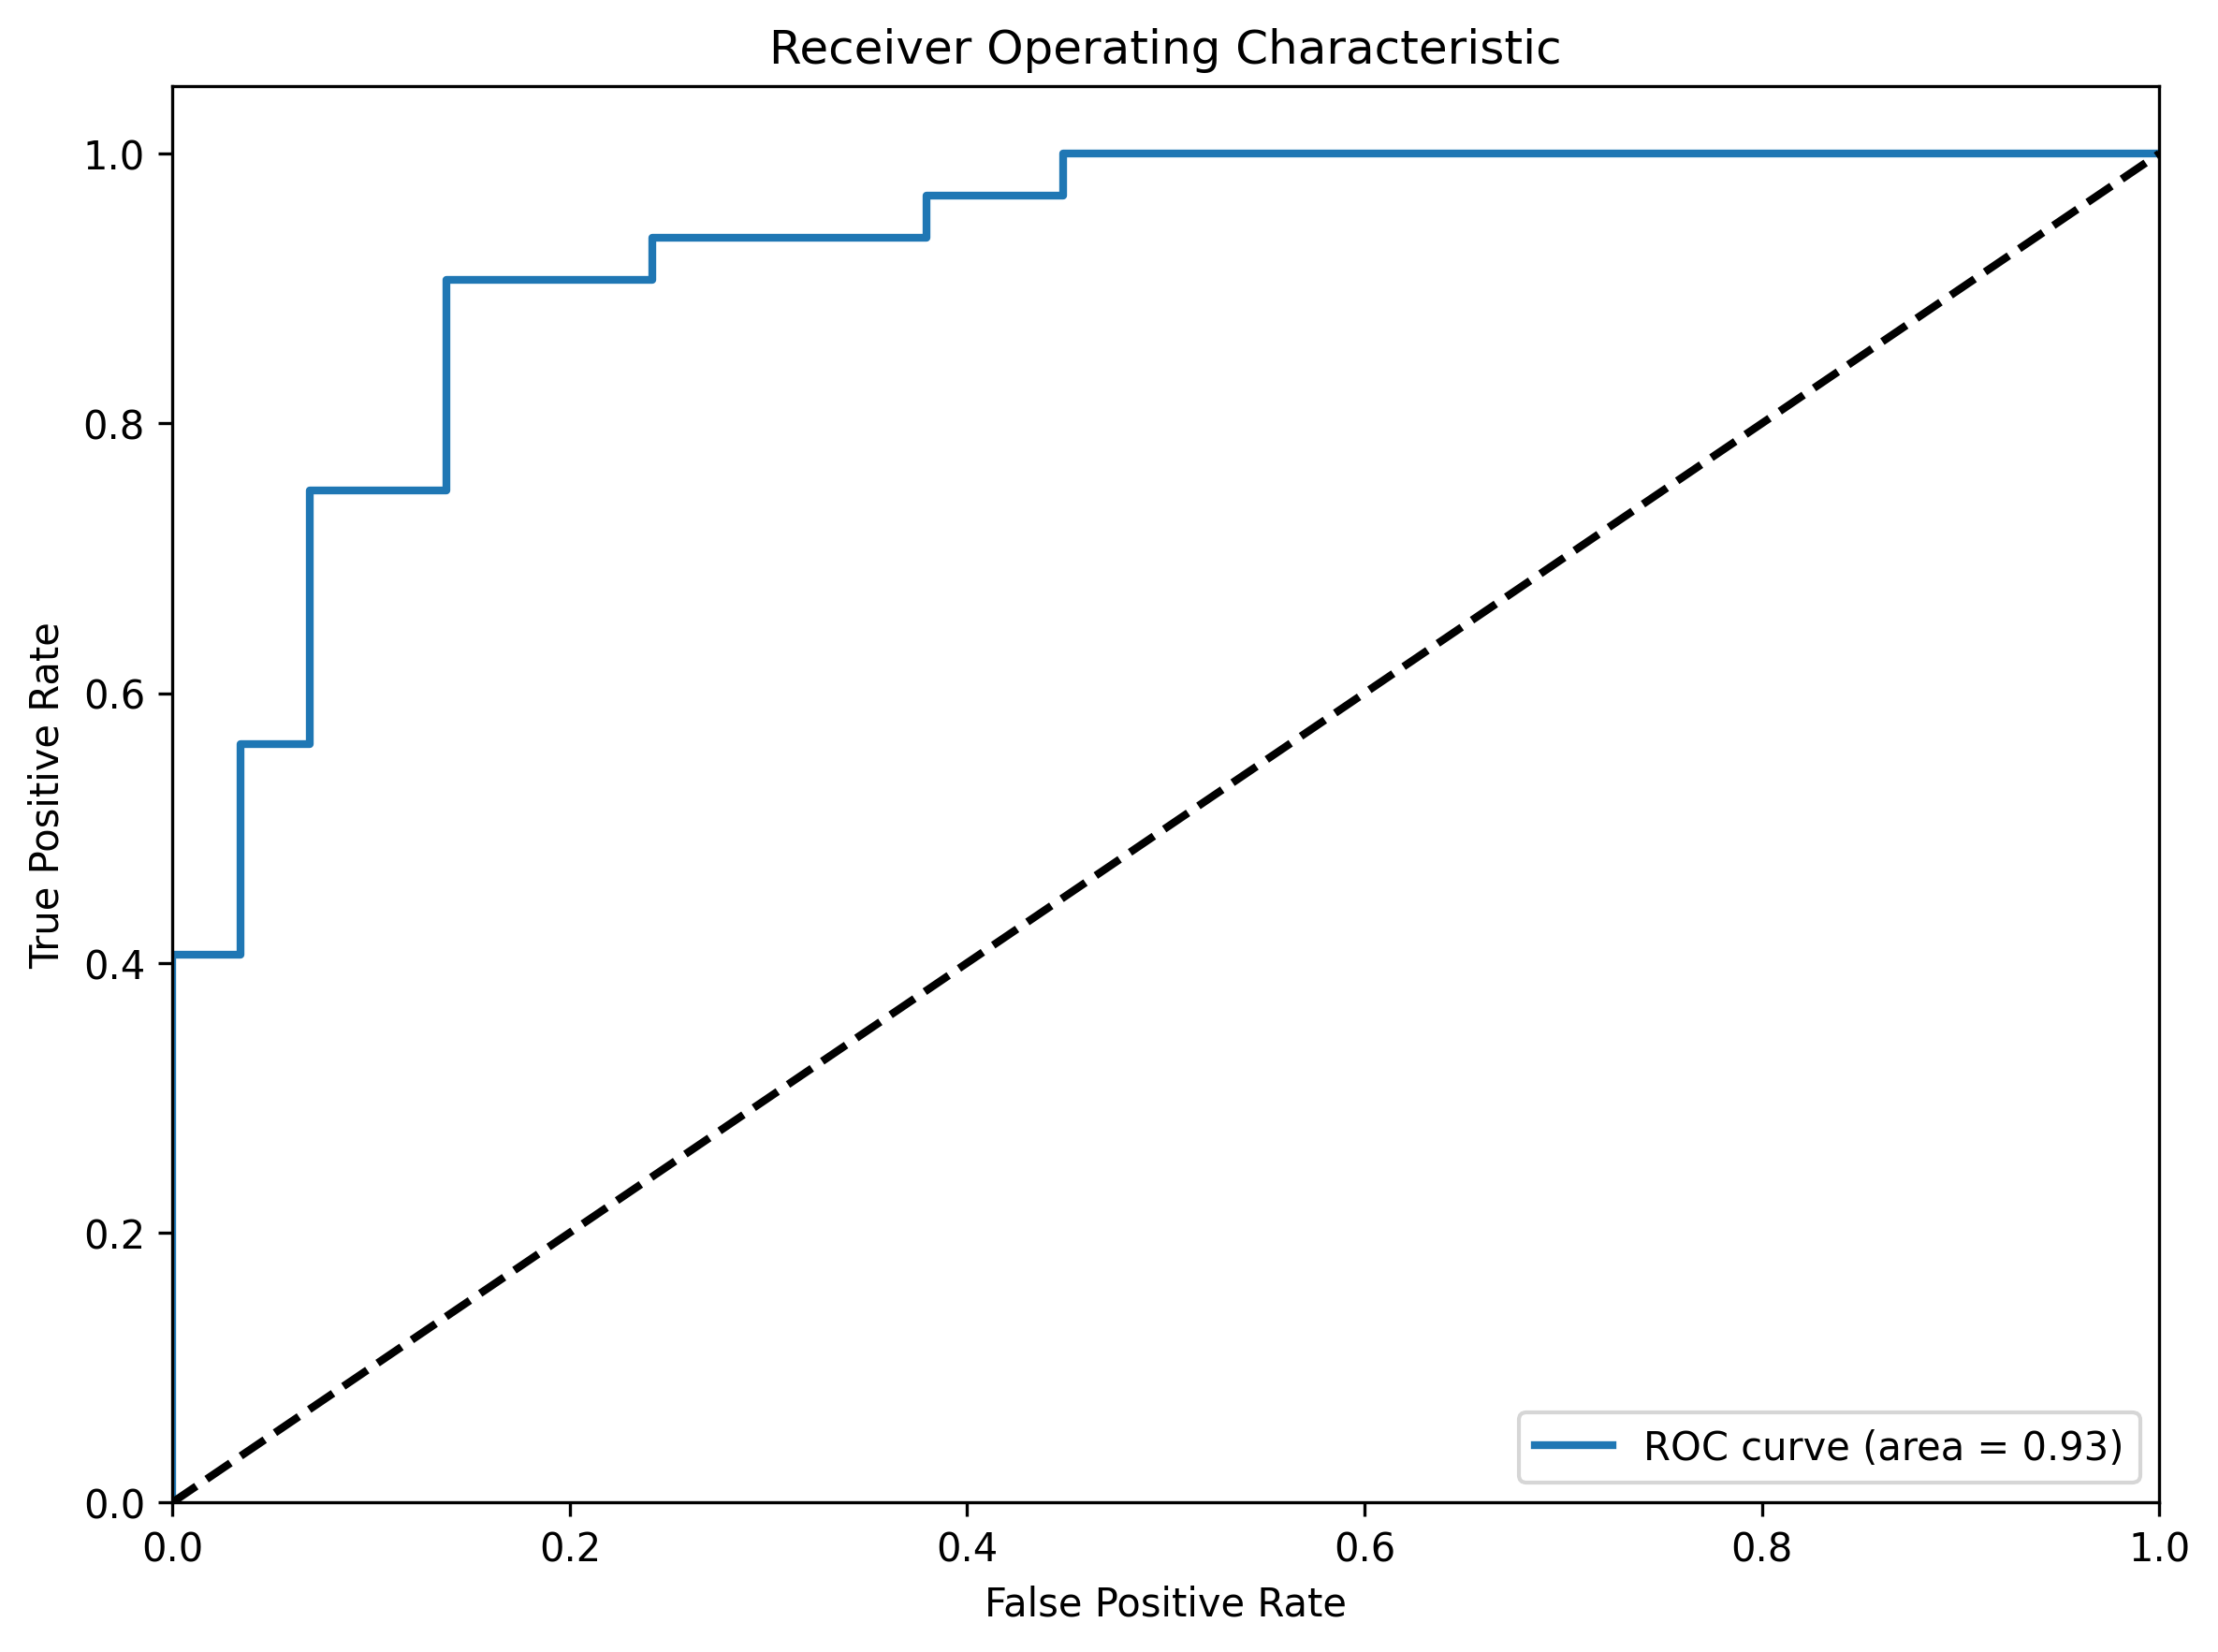 Receiver Operating Characteristic
1.0
0.8
0.6
0.4
0.2
0.0
True Positive Rate
ROC curve (area = 0.93)
0.0 0.2 0.4 0.6 0.8 1.0
False Positive Rate